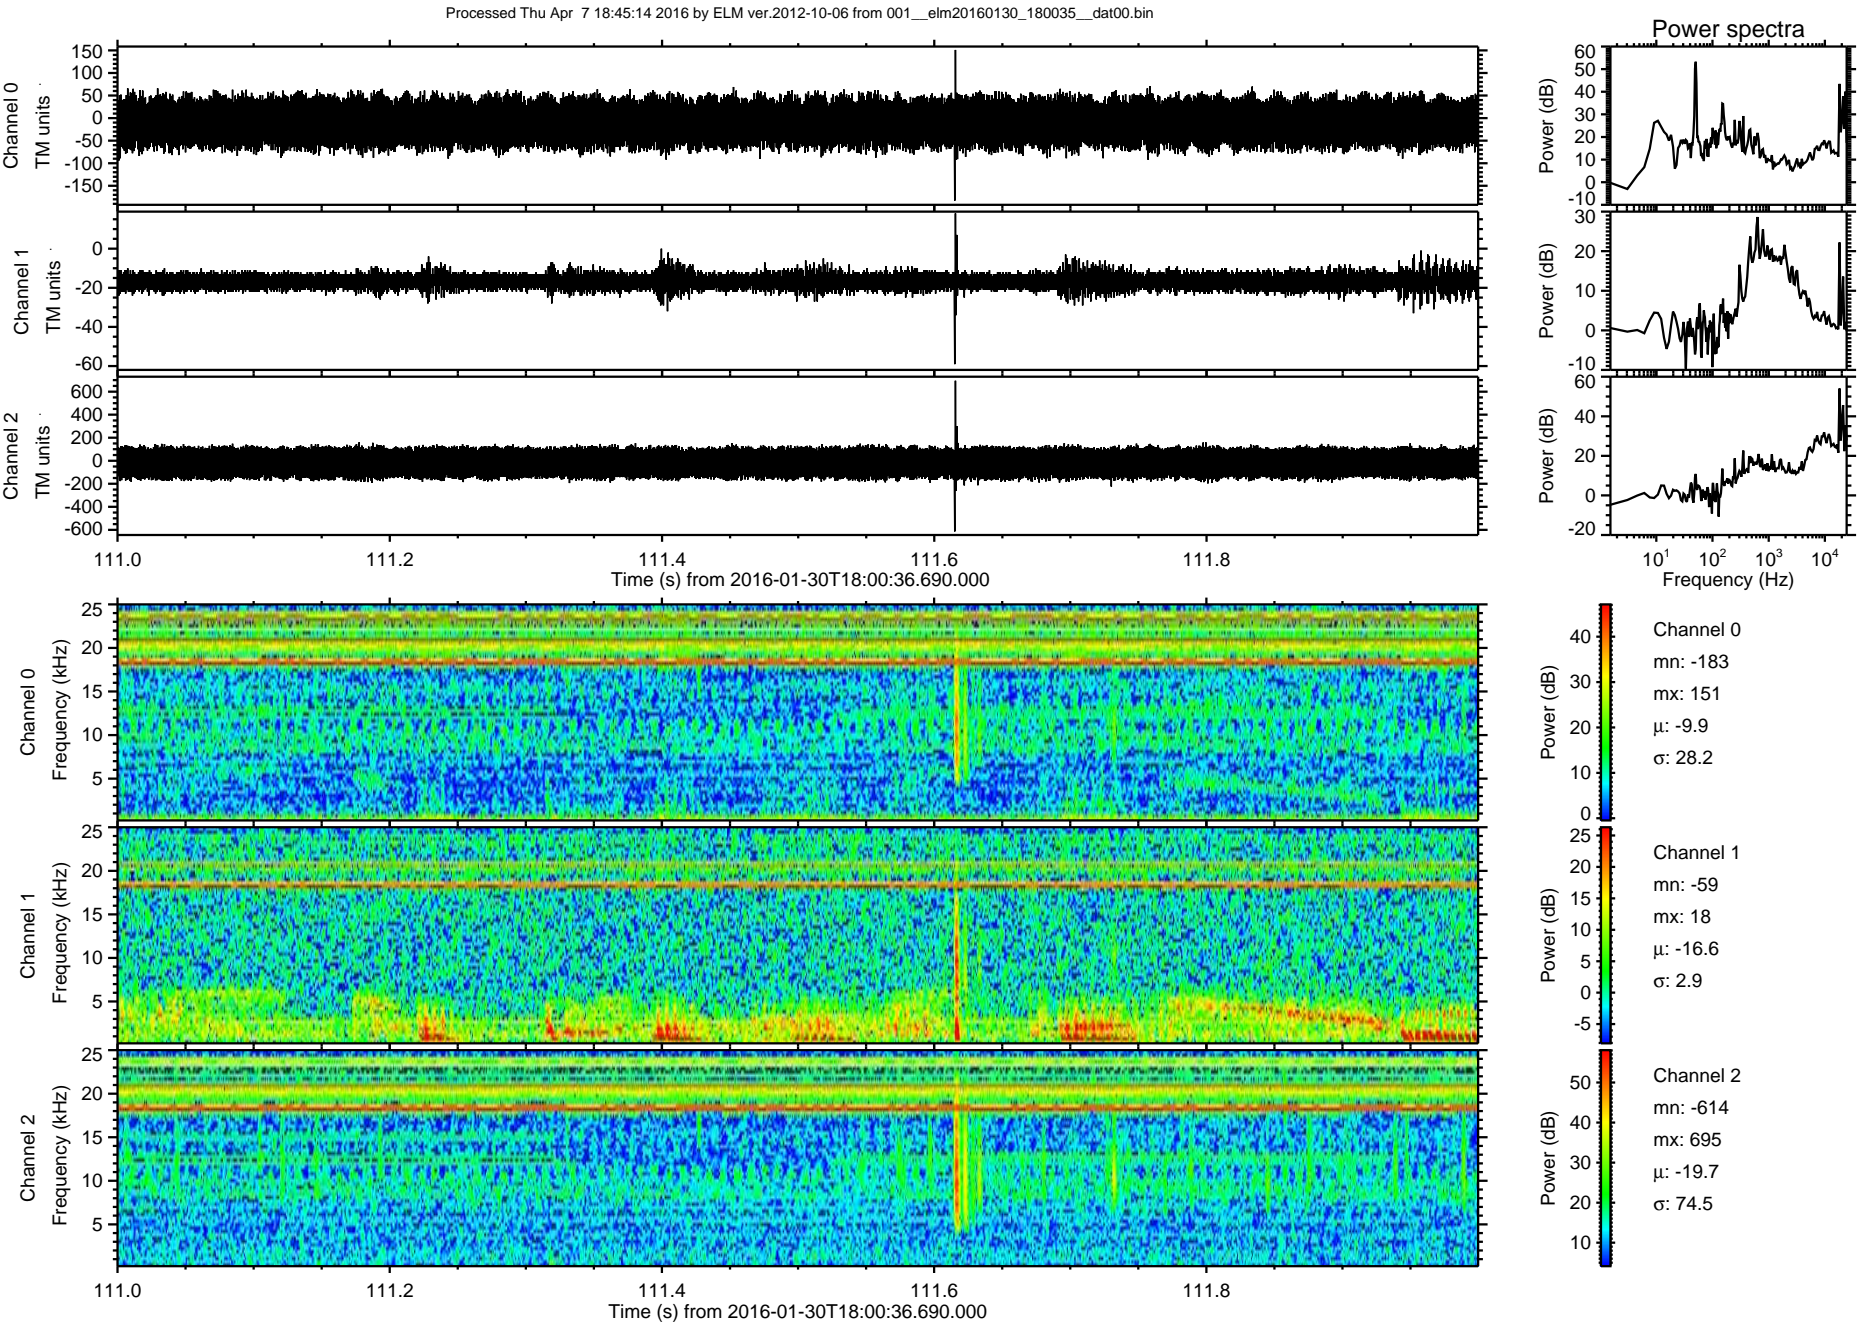 Processed Thu Apr  7 18:45:14 2016 by ELM ver.2012-10-06 from 001__elm20160130_180035__dat00.bin
Power spectra
Channel 0
TM units
150
100
50
0
-50
-100
-150
Power (dB)
60
50
40
30
20
10
0
-10
Channel 1
TM units
0
-20
-40
-60
Power (dB)
30
20
10
0
-10
Channel 2
TM units
600
400
200
0
-200
-400
-600
Power (dB)
60
40
20
0
-20
111.0 111.2 111.4 111.6 111.8
Time (s) from 2016-01-30T18:00:36.690.000
10¹ 10² 10³ 10⁴
Frequency (Hz)
Channel 0
Frequency (kHz)
25
20
15
10
5
Power (dB)
40
30
20
10
0
Channel 0
mn: -183
mx: 151
μ: -9.9
σ: 28.2
Channel 1
Frequency (kHz)
25
20
15
10
5
Power (dB)
25
20
15
10
5
0
-5
Channel 1
mn: -59
mx: 18
μ: -16.6
σ: 2.9
Channel 2
Frequency (kHz)
25
20
15
10
5
Power (dB)
50
40
30
20
10
Channel 2
mn: -614
mx: 695
μ: -19.7
σ: 74.5
111.0 111.2 111.4 111.6 111.8
Time (s) from 2016-01-30T18:00:36.690.000